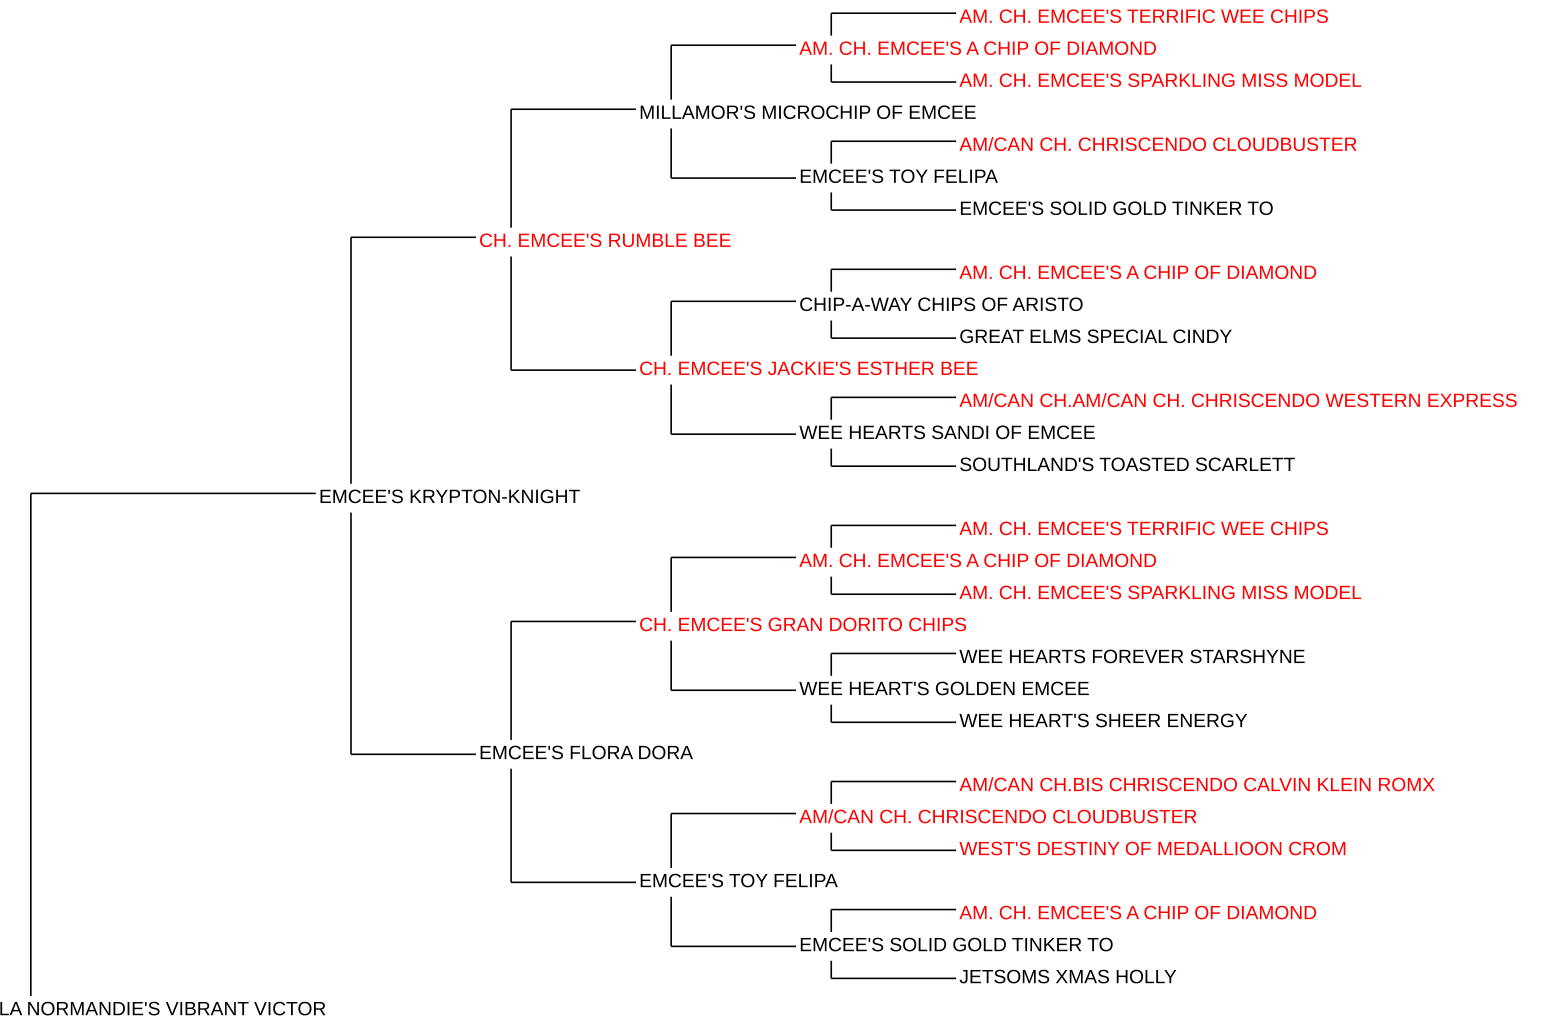 AM. CH. EMCEE'S TERRIFIC WEE CHIPS
AM. CH. EMCEE'S A CHIP OF DIAMOND
AM. CH. EMCEE'S SPARKLING MISS MODEL
MILLAMOR'S MICROCHIP OF EMCEE
AM/CAN CH. CHRISCENDO CLOUDBUSTER
EMCEE'S TOY FELIPA
EMCEE'S SOLID GOLD TINKER TO
CH. EMCEE'S RUMBLE BEE
AM. CH. EMCEE'S A CHIP OF DIAMOND
CHIP-A-WAY CHIPS OF ARISTO
GREAT ELMS SPECIAL CINDY
CH. EMCEE'S JACKIE'S ESTHER BEE
AM/CAN CH.AM/CAN CH. CHRISCENDO WESTERN EXPRESS
WEE HEARTS SANDI OF EMCEE
SOUTHLAND'S TOASTED SCARLETT
EMCEE'S KRYPTON-KNIGHT
AM. CH. EMCEE'S TERRIFIC WEE CHIPS
AM. CH. EMCEE'S A CHIP OF DIAMOND
AM. CH. EMCEE'S SPARKLING MISS MODEL
CH. EMCEE'S GRAN DORITO CHIPS
WEE HEARTS FOREVER STARSHYNE
WEE HEART'S GOLDEN EMCEE
WEE HEART'S SHEER ENERGY
EMCEE'S FLORA DORA
AM/CAN CH.BIS CHRISCENDO CALVIN KLEIN ROMX
AM/CAN CH. CHRISCENDO CLOUDBUSTER
WEST'S DESTINY OF MEDALLIOON CROM
EMCEE'S TOY FELIPA
AM. CH. EMCEE'S A CHIP OF DIAMOND
EMCEE'S SOLID GOLD TINKER TO
JETSOMS XMAS HOLLY
LA NORMANDIE'S VIBRANT VICTOR